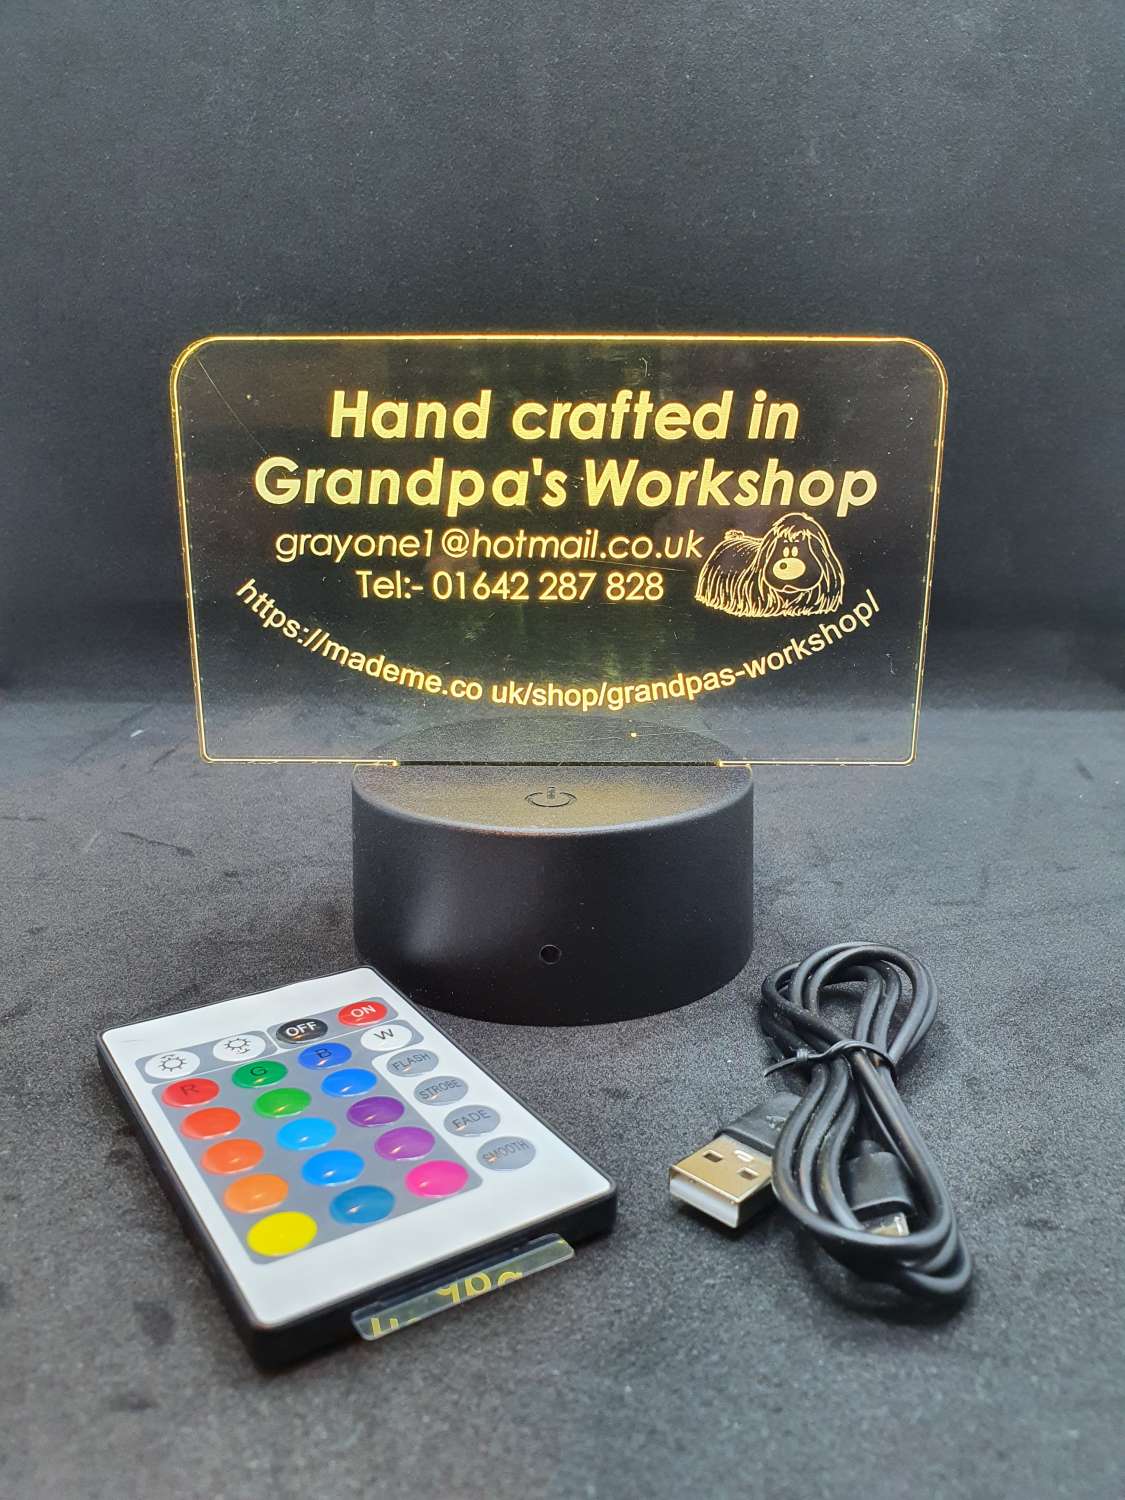 Hand crafted in
Grandpa's Workshop
grayone1@hotmail.co.uk
Tel:- 01642 287 828
https://mademe.co uk/shop/grandpas-workshop/
OFF ON
R G B W
FLASH
STROBE
FADE
SMOOTH